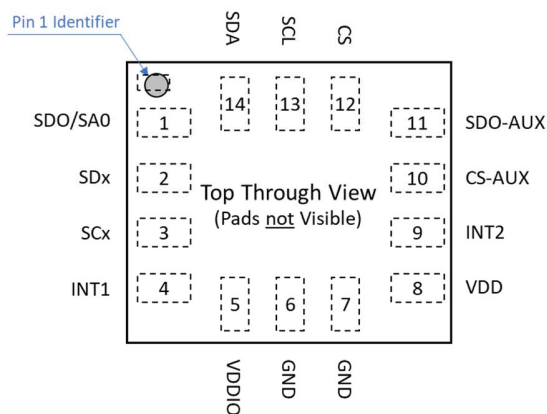 Pin 1 Identifier
SDA
SCL
CS
14
13
12
SDO/SA0
1
11
SDO-AUX
SDx
2
10
CS-AUX
Top Through View
(Pads not Visible)
SCx
3
9
INT2
INT1
4
8
VDD
5
6
7
VDDIO
GND
GND